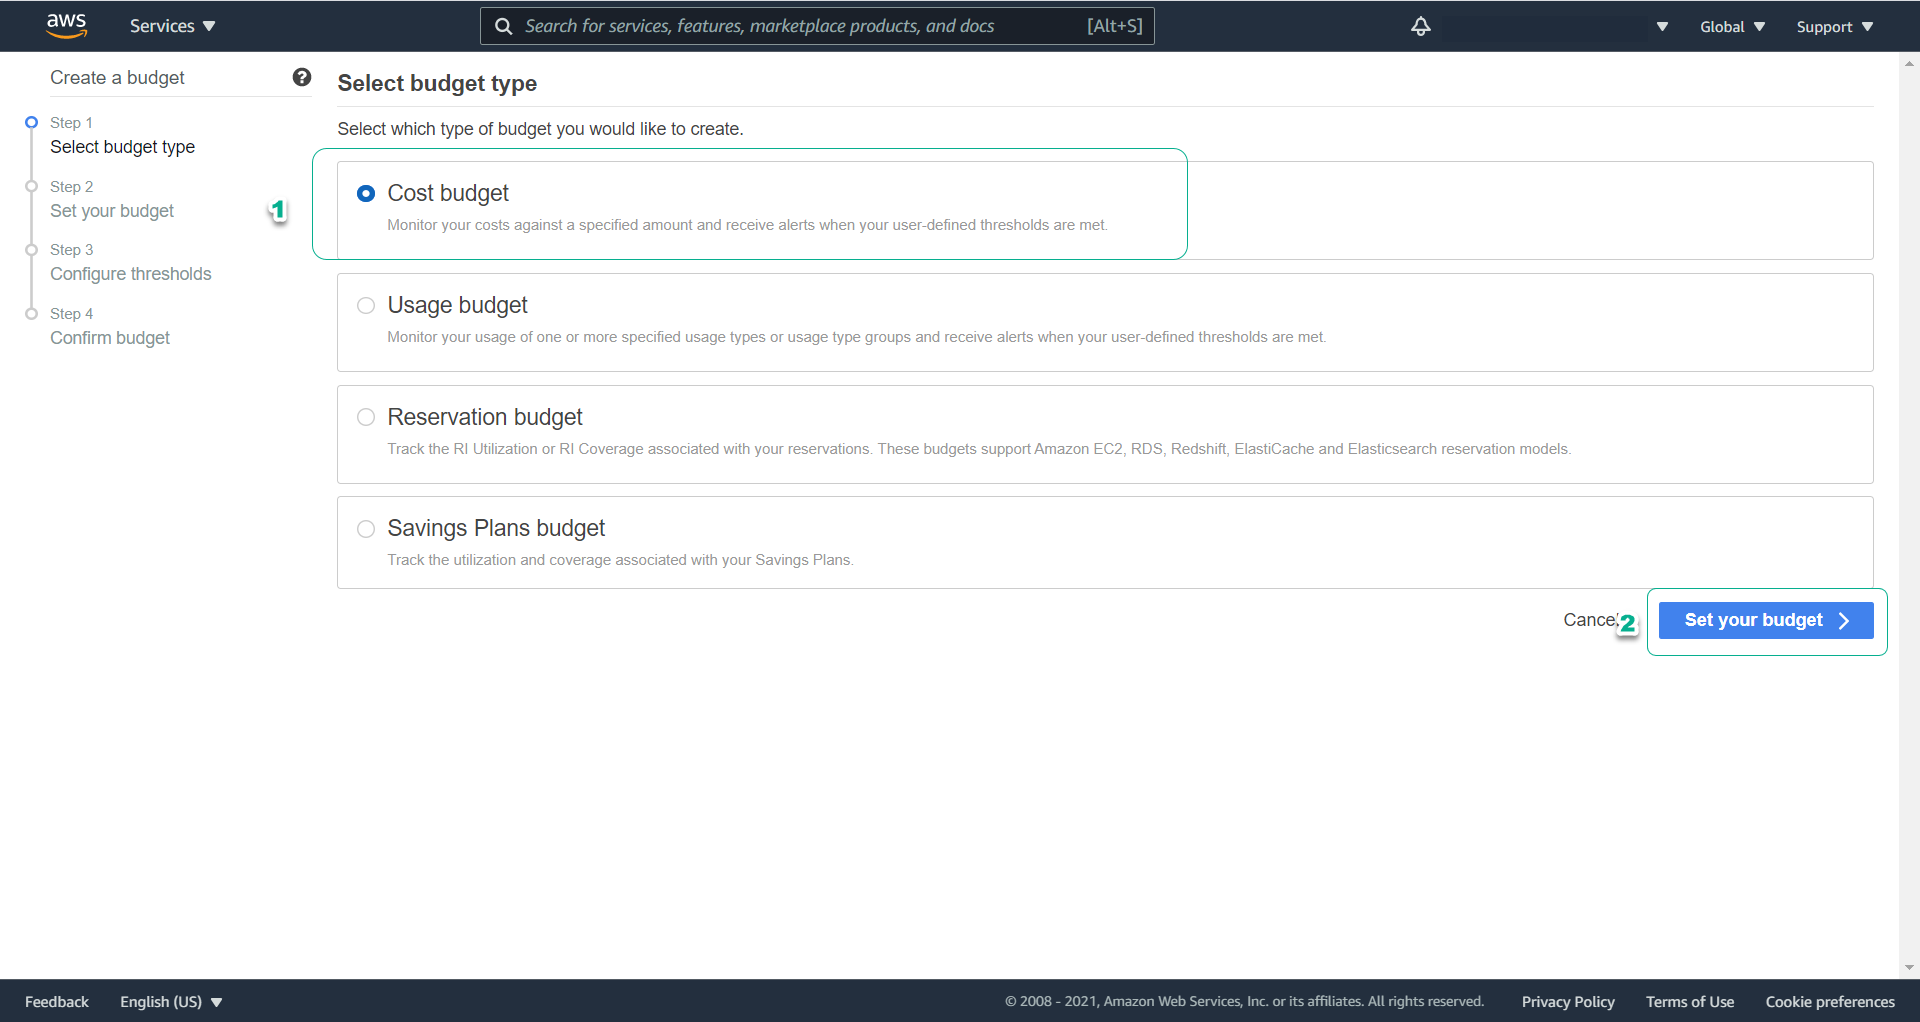 aws
Services
Search for services, features, marketplace products, and docs [Alt+S]
Global
Support
Create a budget
?
Step 1
Select budget type
Step 2
Set your budget
Step 3
Configure thresholds
Step 4
Confirm budget
Select budget type
Select which type of budget you would like to create.
1
Cost budget
Monitor your costs against a specified amount and receive alerts when your user-defined thresholds are met.
Usage budget
Monitor your usage of one or more specified usage types or usage type groups and receive alerts when your user-defined thresholds are met.
Reservation budget
Track the RI Utilization or RI Coverage associated with your reservations. These budgets support Amazon EC2, RDS, Redshift, ElastiCache and Elasticsearch reservation models.
Savings Plans budget
Track the utilization and coverage associated with your Savings Plans.
Cancel
2
Set your budget
Feedback
English (US)
© 2008 - 2021, Amazon Web Services, Inc. or its affiliates. All rights reserved.
Privacy Policy
Terms of Use
Cookie preferences